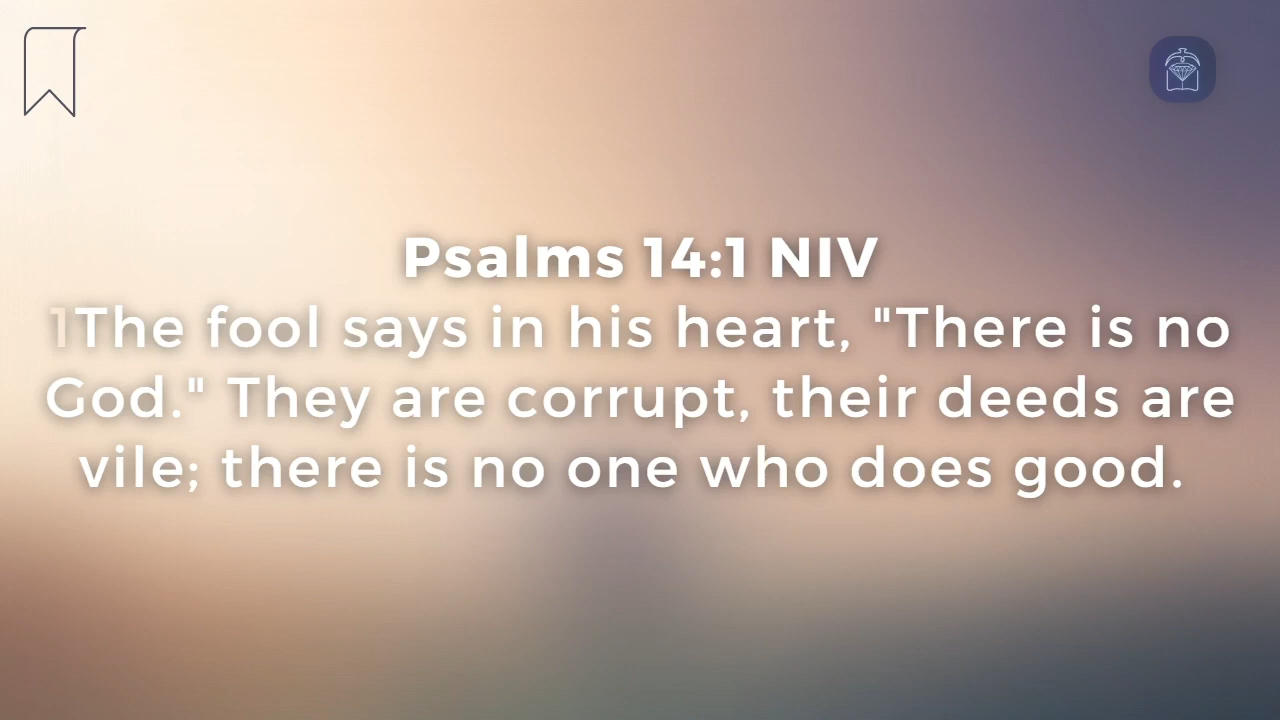 Psalms 14:1 NIV
1The fool says in his heart, "There is no
God." They are corrupt, their deeds are
vile; there is no one who does good.